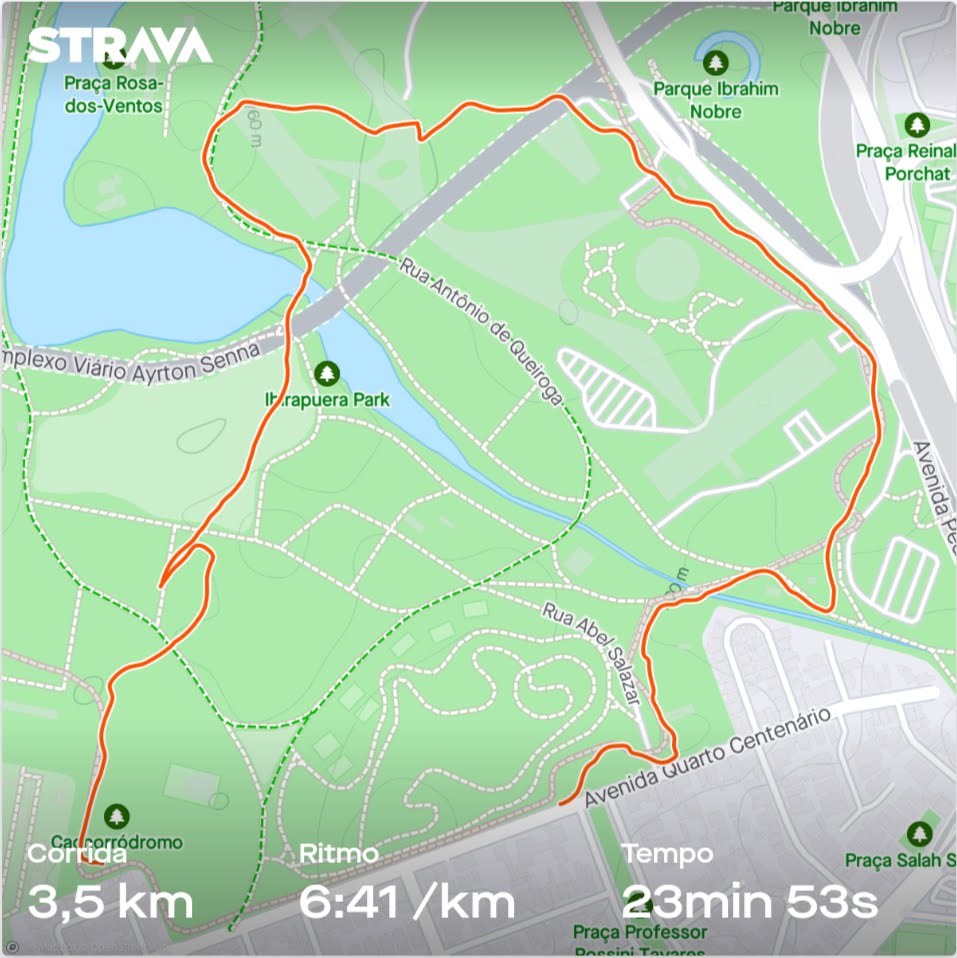 Parque Ibrahim
Nobre
STRAVA
Praça Rosa-
dos-Ventos
Parque Ibrahim
Nobre
Praça Reinal
Porchat
60 m
Rua Antônio de Queiroga
mplexo Viário Ayrton Senna
Ibirapuera Park
Avenida Pe
Rua Abel Salazar
Avenida Quarto Centenário
Cachorródromo
Praça Salah S
Corrida
Ritmo
Tempo
3,5 km
6:41 /km
23min 53s
Praça Professor
Rossini Tavares